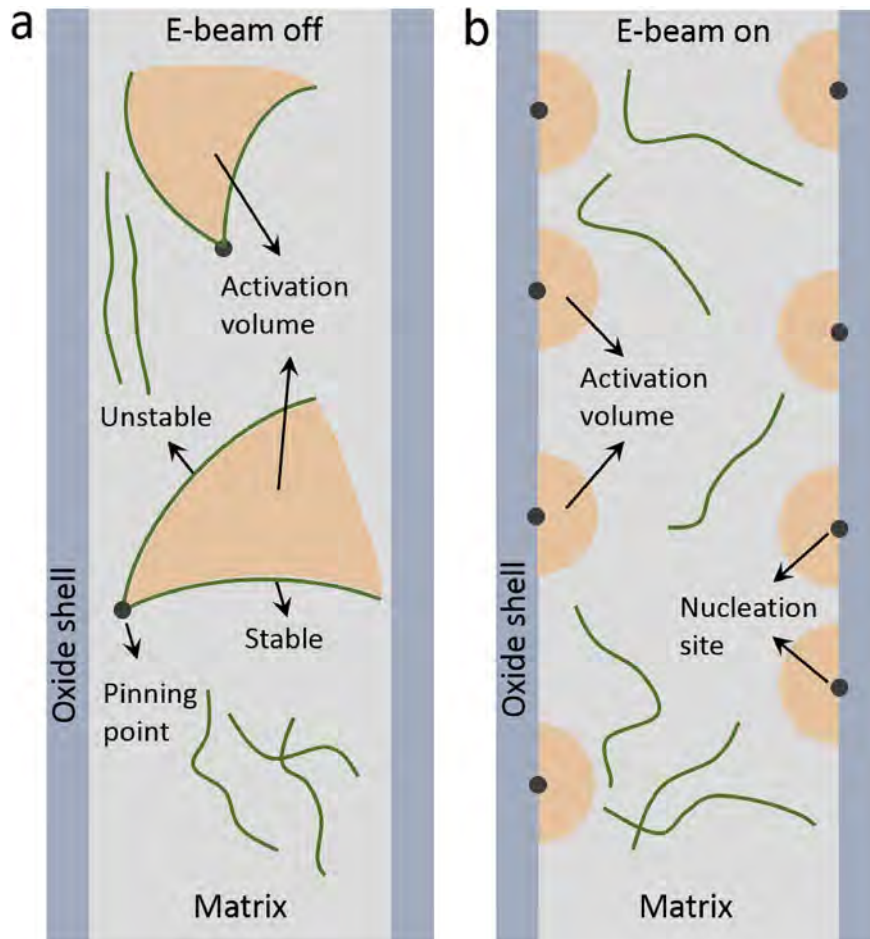 a
E-beam off
Activation
volume
Unstable
Stable
Pinning
point
Oxide shell
Matrix
b
E-beam on
Activation
volume
Nucleation
site
Oxide shell
Matrix